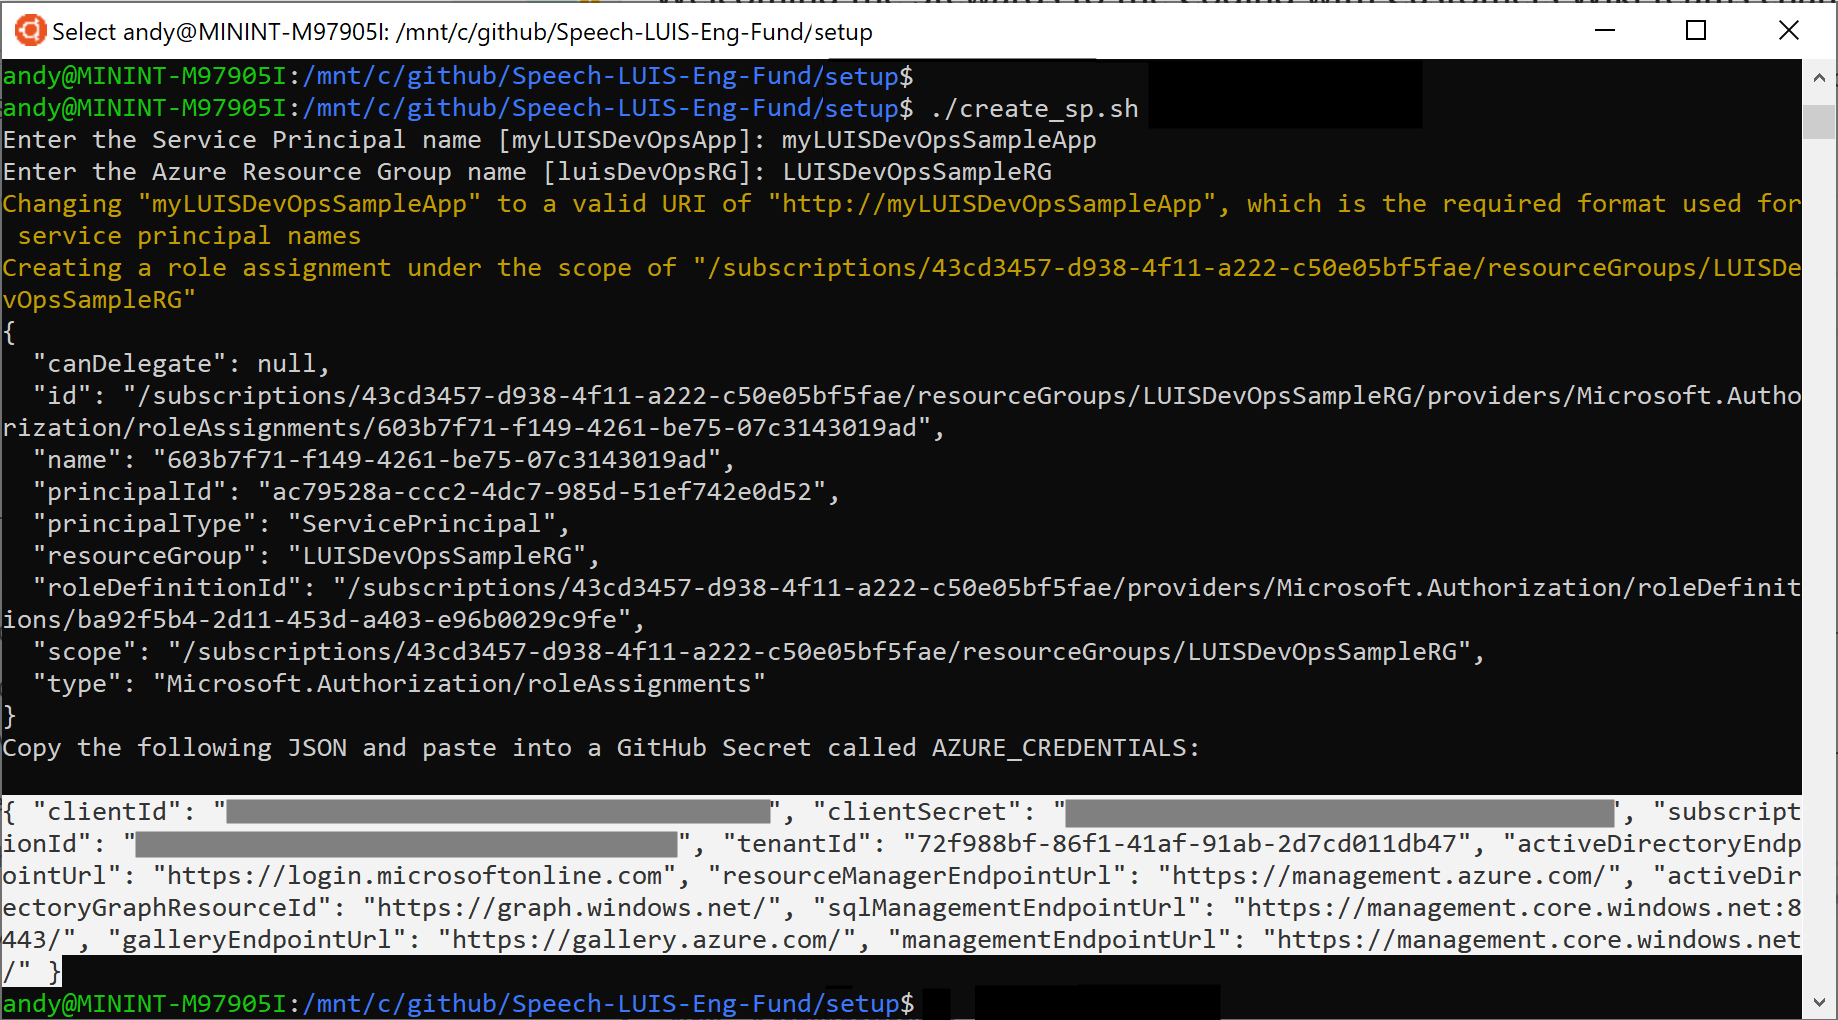 Select andy@MININT-M97905I: /mnt/c/github/Speech-LUIS-Eng-Fund/setup
andy@MININT-M97905I:/mnt/c/github/Speech-LUIS-Eng-Fund/setup$
andy@MININT-M97905I:/mnt/c/github/Speech-LUIS-Eng-Fund/setup$ ./create_sp.sh
Enter the Service Principal name [myLUISDevOpsApp]: myLUISDevOpsSampleApp
Enter the Azure Resource Group name [luisDevOpsRG]: LUISDevOpsSampleRG
Changing "myLUISDevOpsSampleApp" to a valid URI of "http://myLUISDevOpsSampleApp", which is the required format used for
 service principal names
Creating a role assignment under the scope of "/subscriptions/43cd3457-d938-4f11-a222-c50e05bf5fae/resourceGroups/LUISDe
vOpsSampleRG"
{
  "canDelegate": null,
  "id": "/subscriptions/43cd3457-d938-4f11-a222-c50e05bf5fae/resourceGroups/LUISDevOpsSampleRG/providers/Microsoft.Autho
rization/roleAssignments/603b7f71-f149-4261-be75-07c3143019ad",
  "name": "603b7f71-f149-4261-be75-07c3143019ad",
  "principalId": "ac79528a-ccc2-4dc7-985d-51ef742e0d52",
  "principalType": "ServicePrincipal",
  "resourceGroup": "LUISDevOpsSampleRG",
  "roleDefinitionId": "/subscriptions/43cd3457-d938-4f11-a222-c50e05bf5fae/providers/Microsoft.Authorization/roleDefinit
ions/ba92f5b4-2d11-453d-a403-e96b0029c9fe",
  "scope": "/subscriptions/43cd3457-d938-4f11-a222-c50e05bf5fae/resourceGroups/LUISDevOpsSampleRG",
  "type": "Microsoft.Authorization/roleAssignments"
}
Copy the following JSON and paste into a GitHub Secret called AZURE_CREDENTIALS:
{ "clientId": "", "clientSecret": "", "subscript
ionId": "", "tenantId": "72f988bf-86f1-41af-91ab-2d7cd011db47", "activeDirectoryEndp
ointUrl": "https://login.microsoftonline.com", "resourceManagerEndpointUrl": "https://management.azure.com/", "activeDir
ectoryGraphResourceId": "https://graph.windows.net/", "sqlManagementEndpointUrl": "https://management.core.windows.net:8
443/", "galleryEndpointUrl": "https://gallery.azure.com/", "managementEndpointUrl": "https://management.core.windows.net
/" }
andy@MININT-M97905I:/mnt/c/github/Speech-LUIS-Eng-Fund/setup$